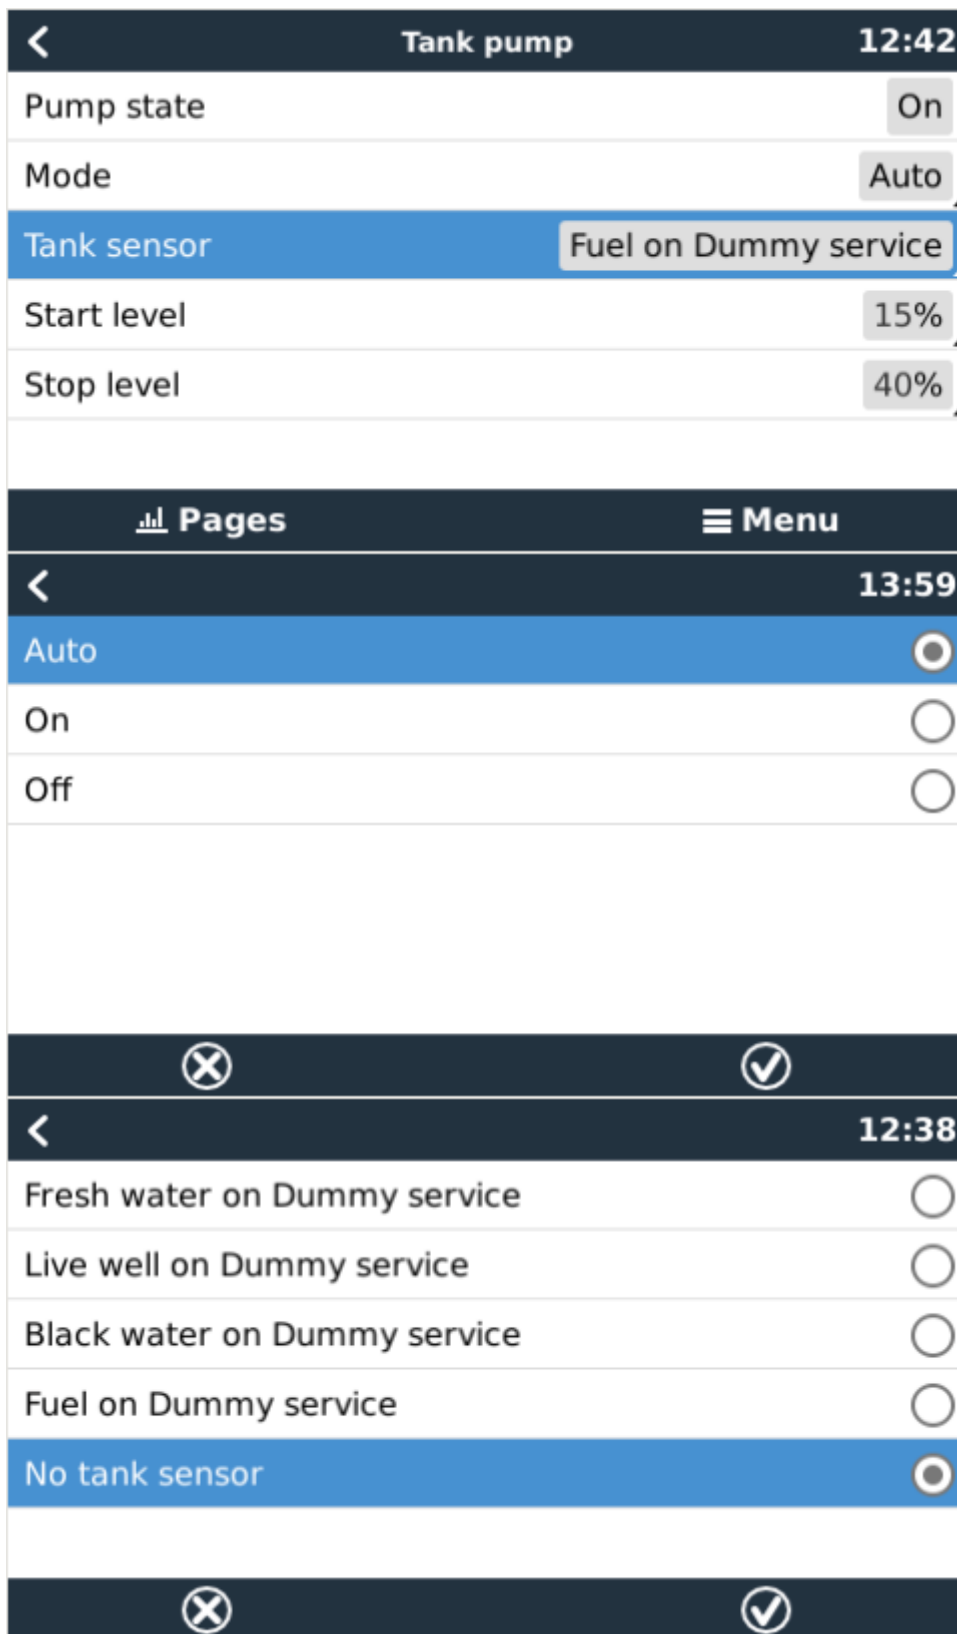 Tank pump 12:42
Pump state On
Mode Auto
Tank sensor Fuel on Dummy service
Start level 15%
Stop level 40%
Pages Menu
13:59
Auto
On
Off
12:38
Fresh water on Dummy service
Live well on Dummy service
Black water on Dummy service
Fuel on Dummy service
No tank sensor